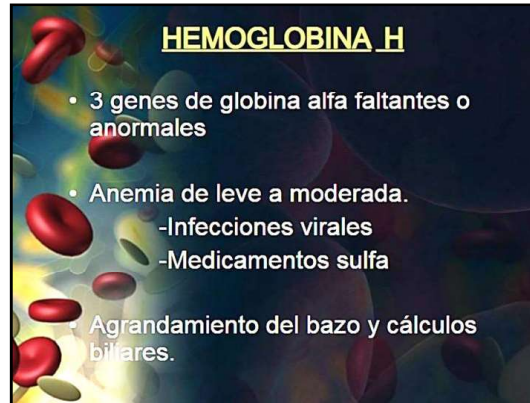 HEMOGLOBINA H
• 3 genes de globina alfa faltantes o
anormales
• Anemia de leve a moderada.
-Infecciones virales
-Medicamentos sulfa
• Agrandamiento del bazo y cálculos
biliares.